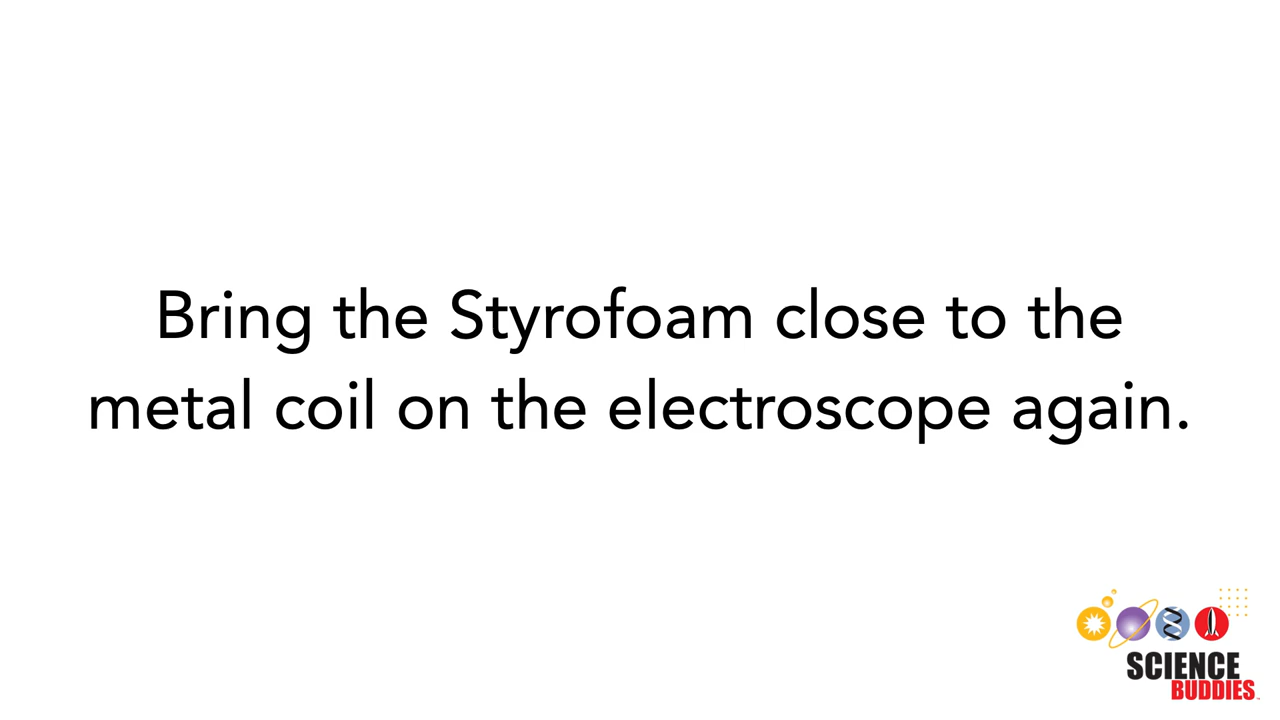 Bring the Styrofoam close to the
metal coil on the electroscope again.
SCIENCE
BUDDIES